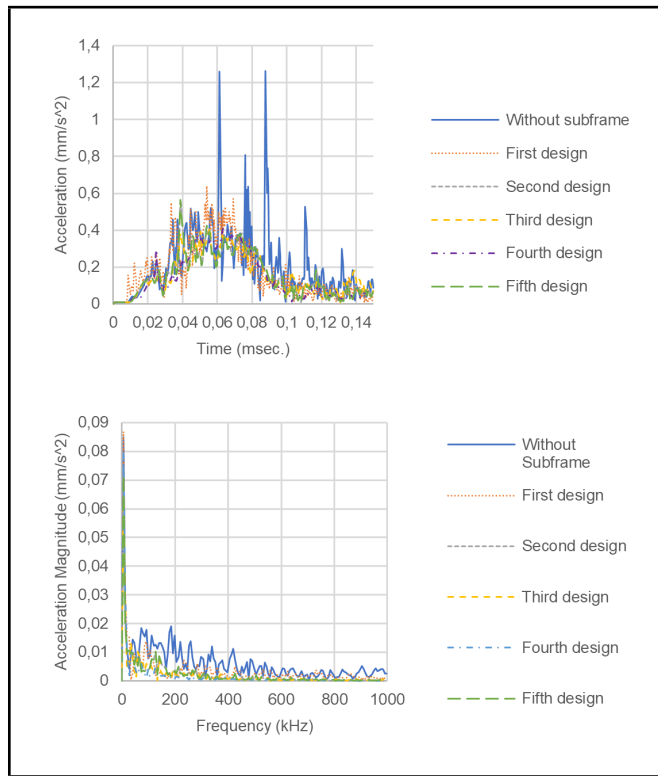 1,4
1,2
1
0,8
0,6
0,4
0,2
0
Acceleration (mm/s^2)
0 0,02 0,04 0,06 0,08 0,1 0,12 0,14
Time (msec.)
Without subframe
First design
Second design
Third design
Fourth design
Fifth design
0,09
0,08
0,07
0,06
0,05
0,04
0,03
0,02
0,01
0
Acceleration Magnitude (mm/s^2)
0 200 400 600 800 1000
Frequency (kHz)
Without
Subframe
First design
Second design
Third design
Fourth design
Fifth design